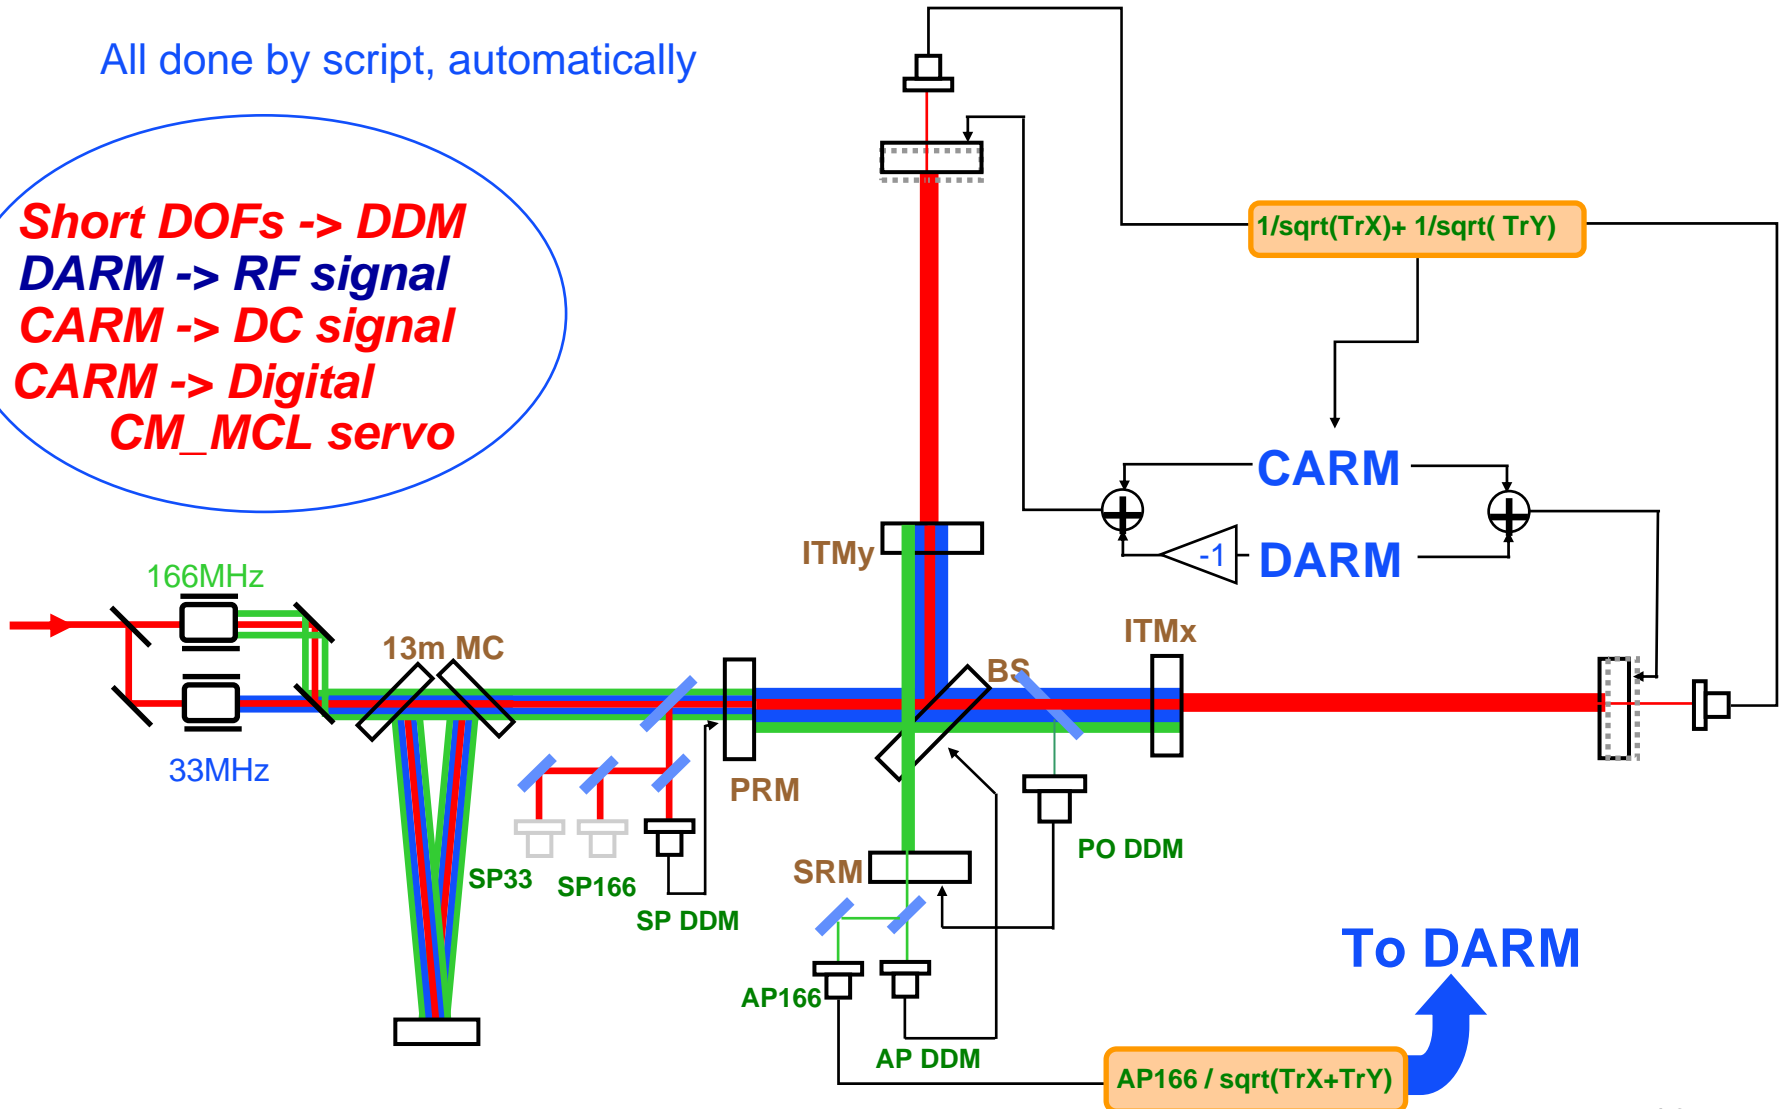 All done by script, automatically
Short DOFs -> DDM
DARM -> RF signal
CARM -> DC signal
CARM -> Digital
CM_MCL servo
1/sqrt(TrX)+ 1/sqrt( TrY)
CARM
-1
DARM
ITMy
166MHz
ITMx
13m MC
BS
33MHz
PRM
PO DDM
SRM
SP33
SP166
SP DDM
To DARM
AP166
AP DDM
AP166 / sqrt(TrX+TrY)